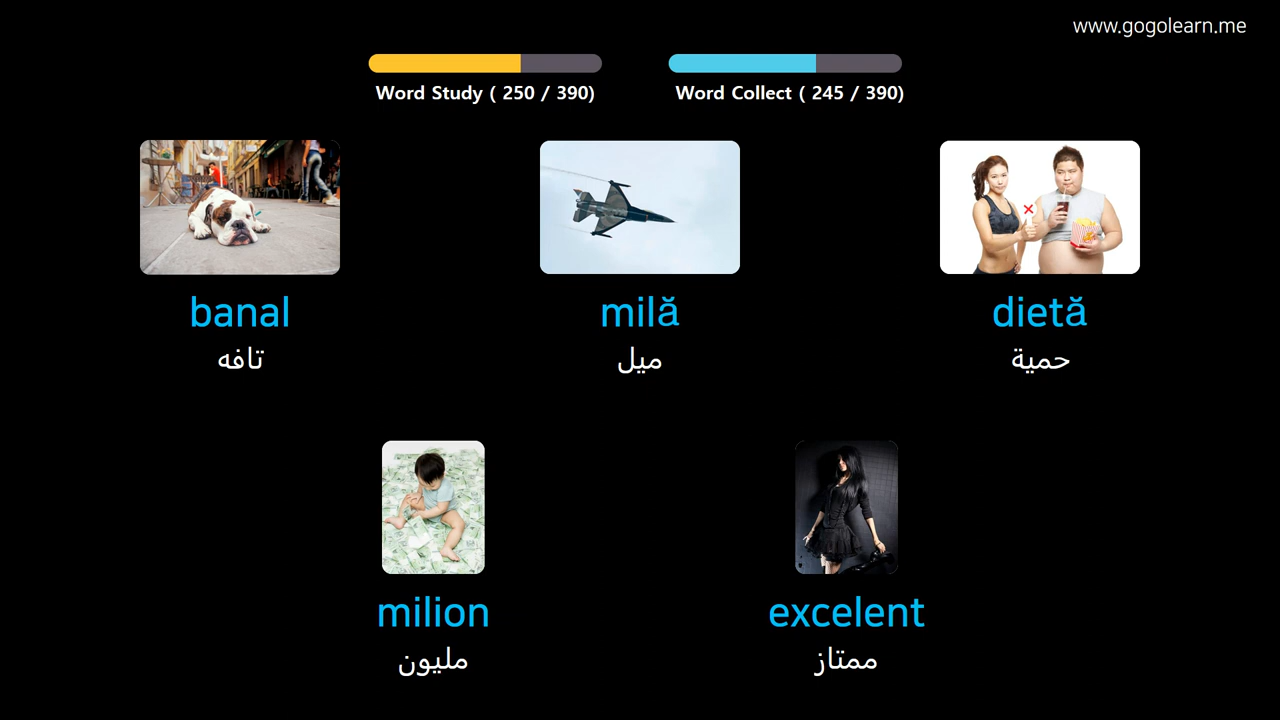 www.gogolearn.me
Word Study ( 250 / 390)
Word Collect ( 245 / 390)
banal
تافه
milă
ميل
dietă
حمية
milion
مليون
excelent
ممتاز